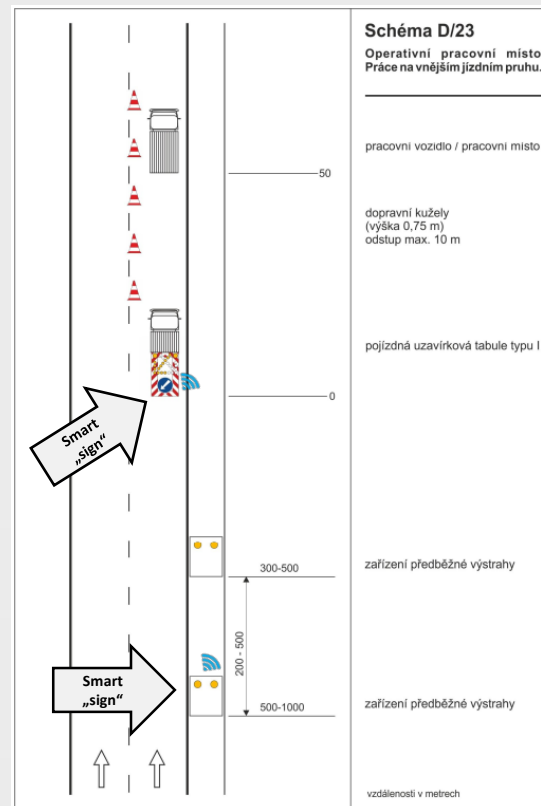 Schéma D/23
Operativní pracovní místo
Práce na vnějším jízdním pruhu.
pracovní vozidlo / pracovní místo
50
dopravní kužely
(výška 0,75 m)
odstup max. 10 m
pojízdná uzavírková tabule typu I
0
Smart
„sign“
300-500
zařízení předběžné výstrahy
200 - 500
Smart
„sign“
500-1000
zařízení předběžné výstrahy
vzdálenosti v metrech